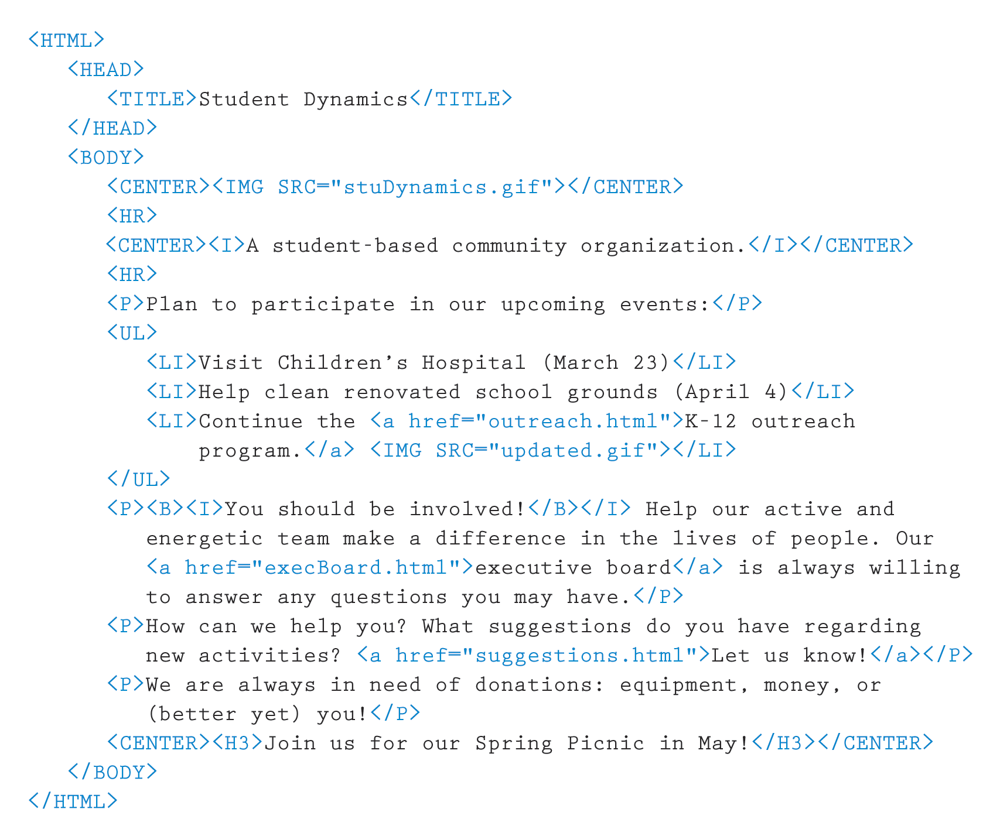 <HTML>
<HEAD>
<TITLE>Student Dynamics</TITLE>
</HEAD>
<BODY>
<CENTER><IMG SRC="stuDynamics.gif"></CENTER>
<HR>
<CENTER><I>A student-based community organization.</I></CENTER>
<HR>
<P>Plan to participate in our upcoming events:</P>
<UL>
<LI>Visit Children’s Hospital (March 23)</LI>
<LI>Help clean renovated school grounds (April 4)</LI>
<LI>Continue the <a href="outreach.html">K-12 outreach
program.</a> <IMG SRC="updated.gif"></LI>
</UL>
<P><B><I>You should be involved!</B></I> Help our active and
energetic team make a difference in the lives of people. Our
<a href="execBoard.html">executive board</a> is always willing
to answer any questions you may have.</P>
<P>How can we help you? What suggestions do you have regarding
new activities? <a href="suggestions.html">Let us know!</a></P>
<P>We are always in need of donations: equipment, money, or
(better yet) you!</P>
<CENTER><H3>Join us for our Spring Picnic in May!</H3></CENTER>
</BODY>
</HTML>